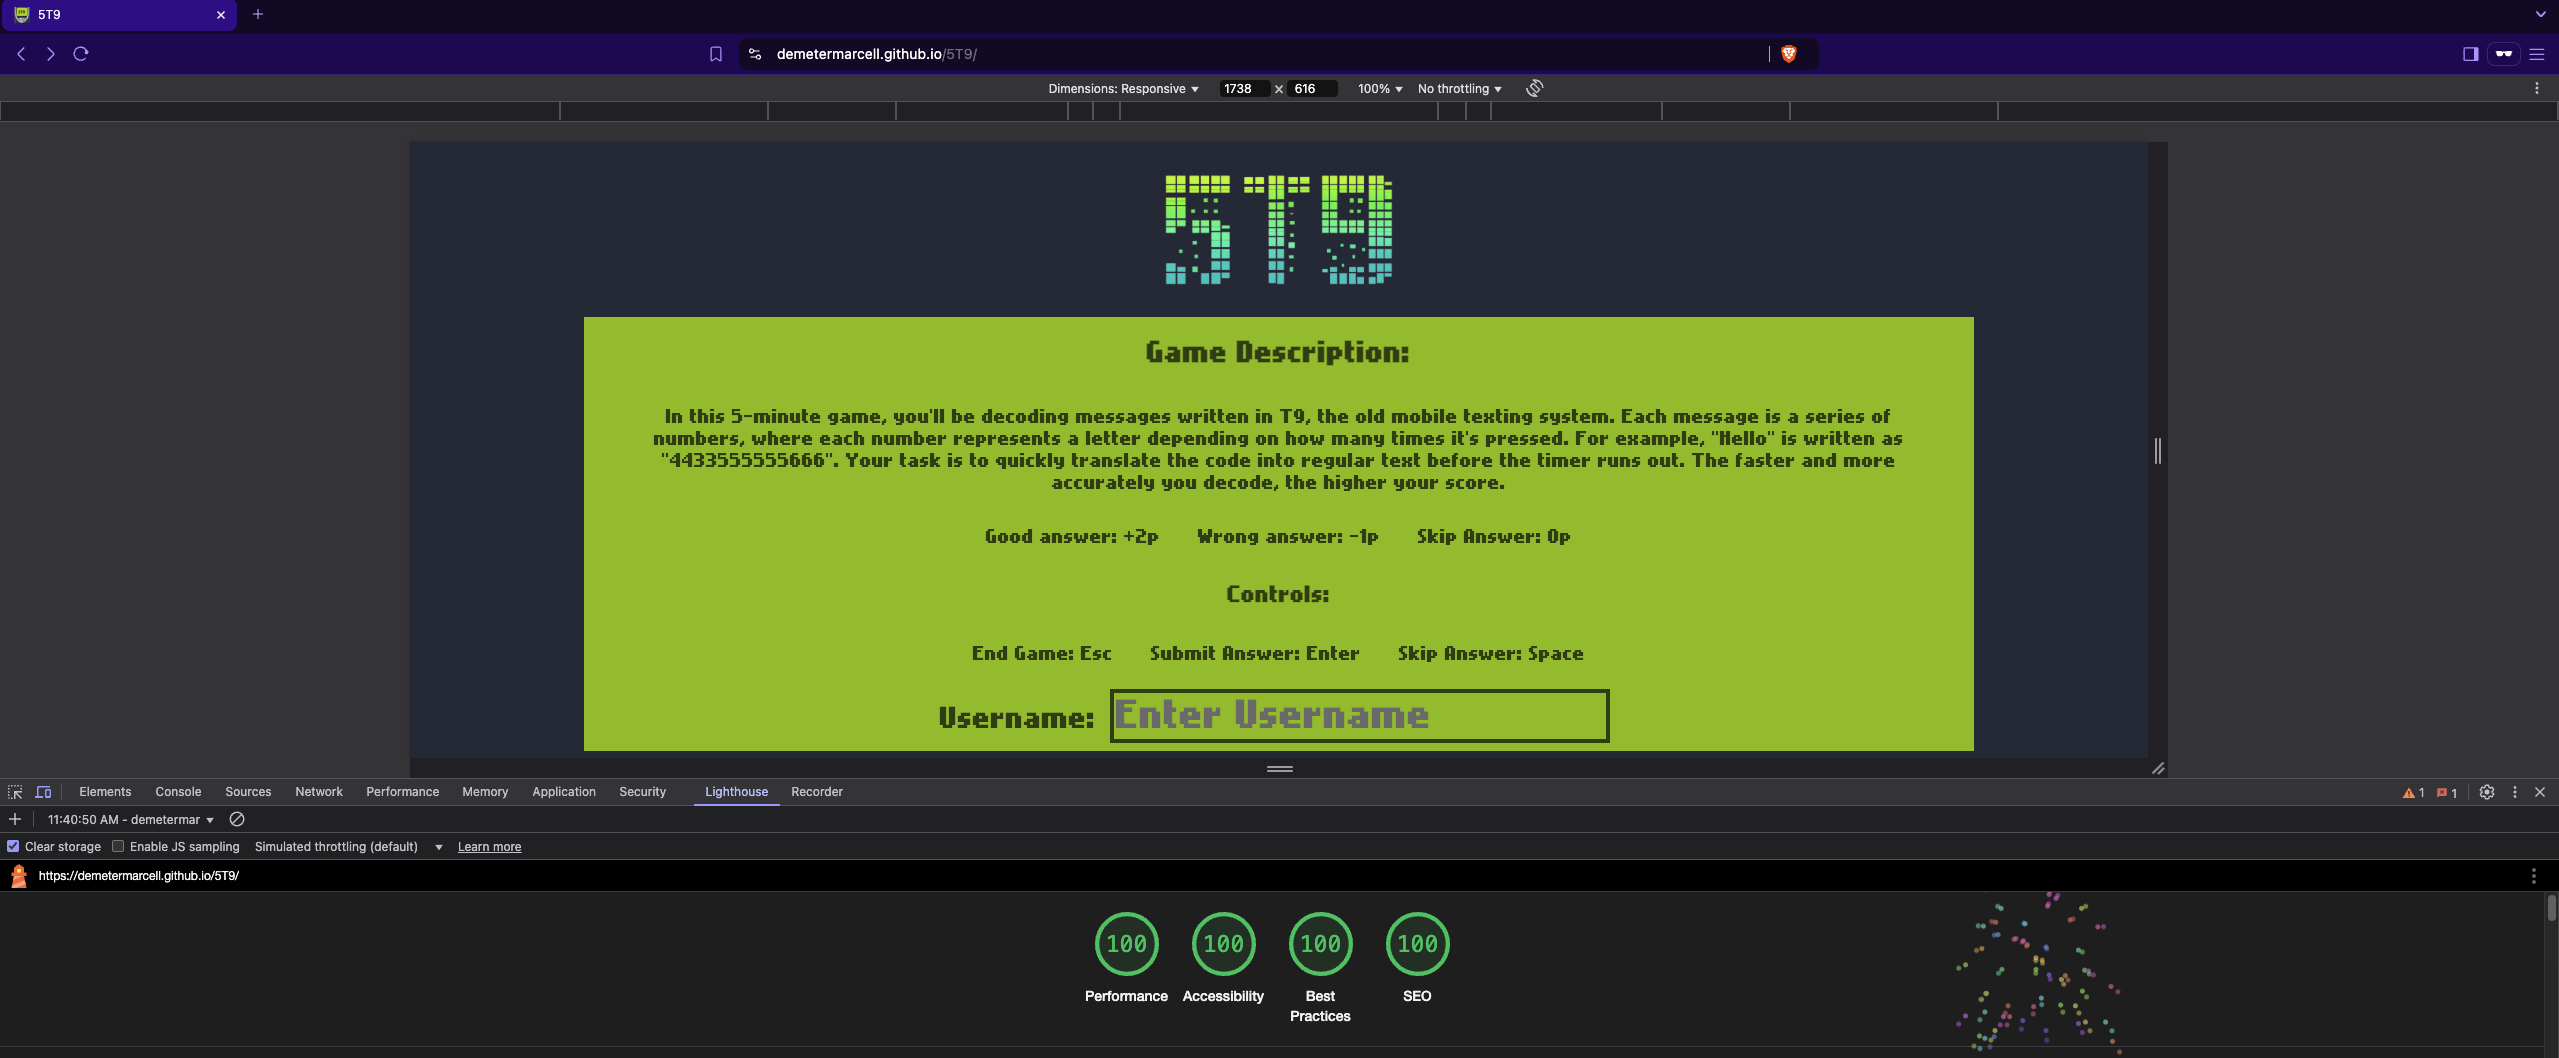 5T9
demetermarcell.github.io/5T9/
Dimensions: Responsive 1738 × 616 100% No throttling
5T9
Game Description:
In this 5-minute game, you'll be decoding messages written in T9, the old mobile texting system. Each message is a series of
numbers, where each number represents a letter depending on how many times it's pressed. For example, "Hello" is written as
"4433555555666". Your task is to quickly translate the code into regular text before the timer runs out. The faster and more
accurately you decode, the higher your score.
Good answer: +2p Wrong answer: -1p Skip Answer: 0p
Controls:
End Game: Esc Submit Answer: Enter Skip Answer: Space
Username: Enter Username
Elements Console Sources Network Performance Memory Application Security Lighthouse Recorder 1 1
11:40:50 AM - demetermar
Clear storage Enable JS sampling Simulated throttling (default) Learn more
https://demetermarcell.github.io/5T9/
100 100 100 100
Performance Accessibility Best SEO
Practices